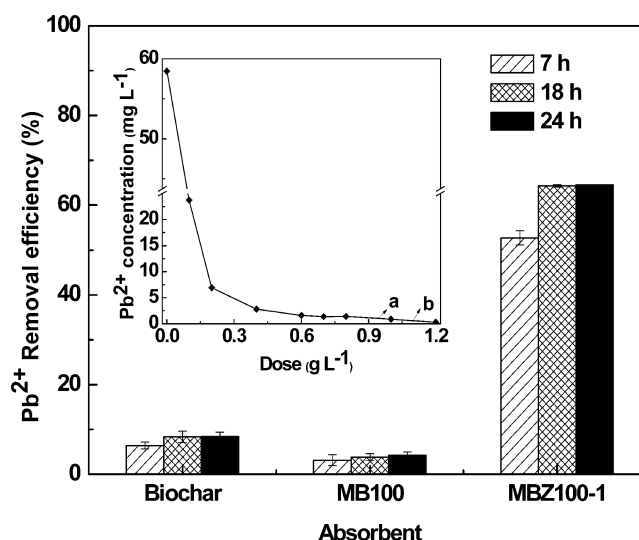 100
80
60
40
20
0
Pb2+ Removal efficiency (%)
7 h
18 h
24 h
60
50
20
15
10
5
0
Pb2+ concentration (mg L-1)
a
b
0.0 0.3 0.6 0.9 1.2
Dose (g L-1)
Biochar MB100 MBZ100-1
Absorbent